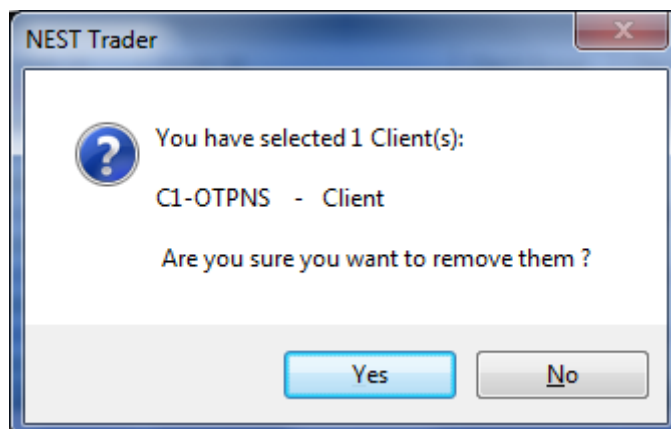 NEST Trader
You have selected 1 Client(s):
C1-OTPNS - Client
Are you sure you want to remove them ?
Yes No